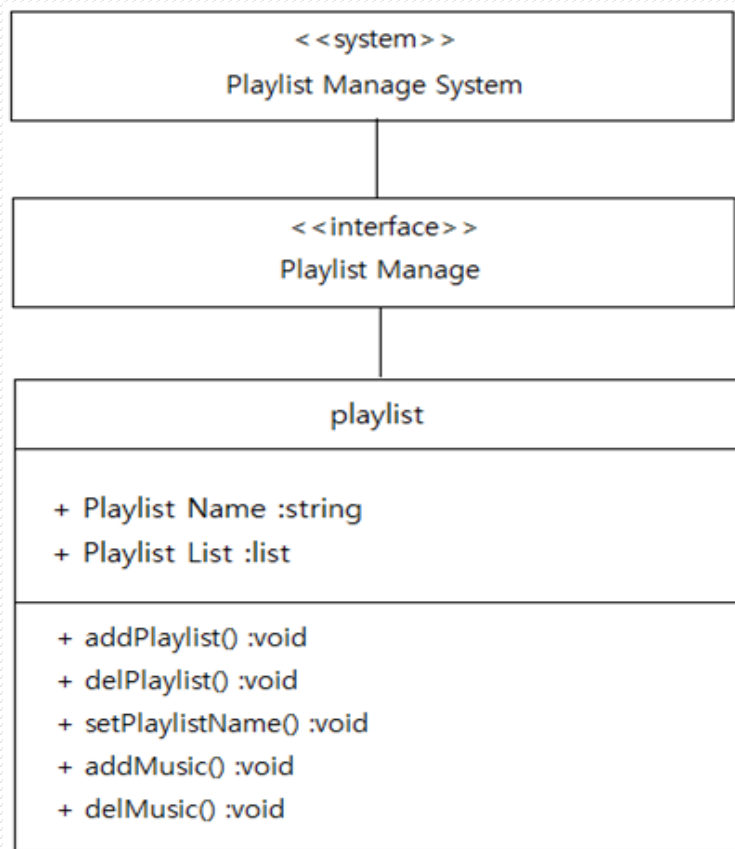 <<system>>
Playlist Manage System
<<interface>>
Playlist Manage
playlist
+ Playlist Name :string
+ Playlist List :list
+ addPlaylist() :void
+ delPlaylist() :void
+ setPlaylistName() :void
+ addMusic() :void
+ delMusic() :void